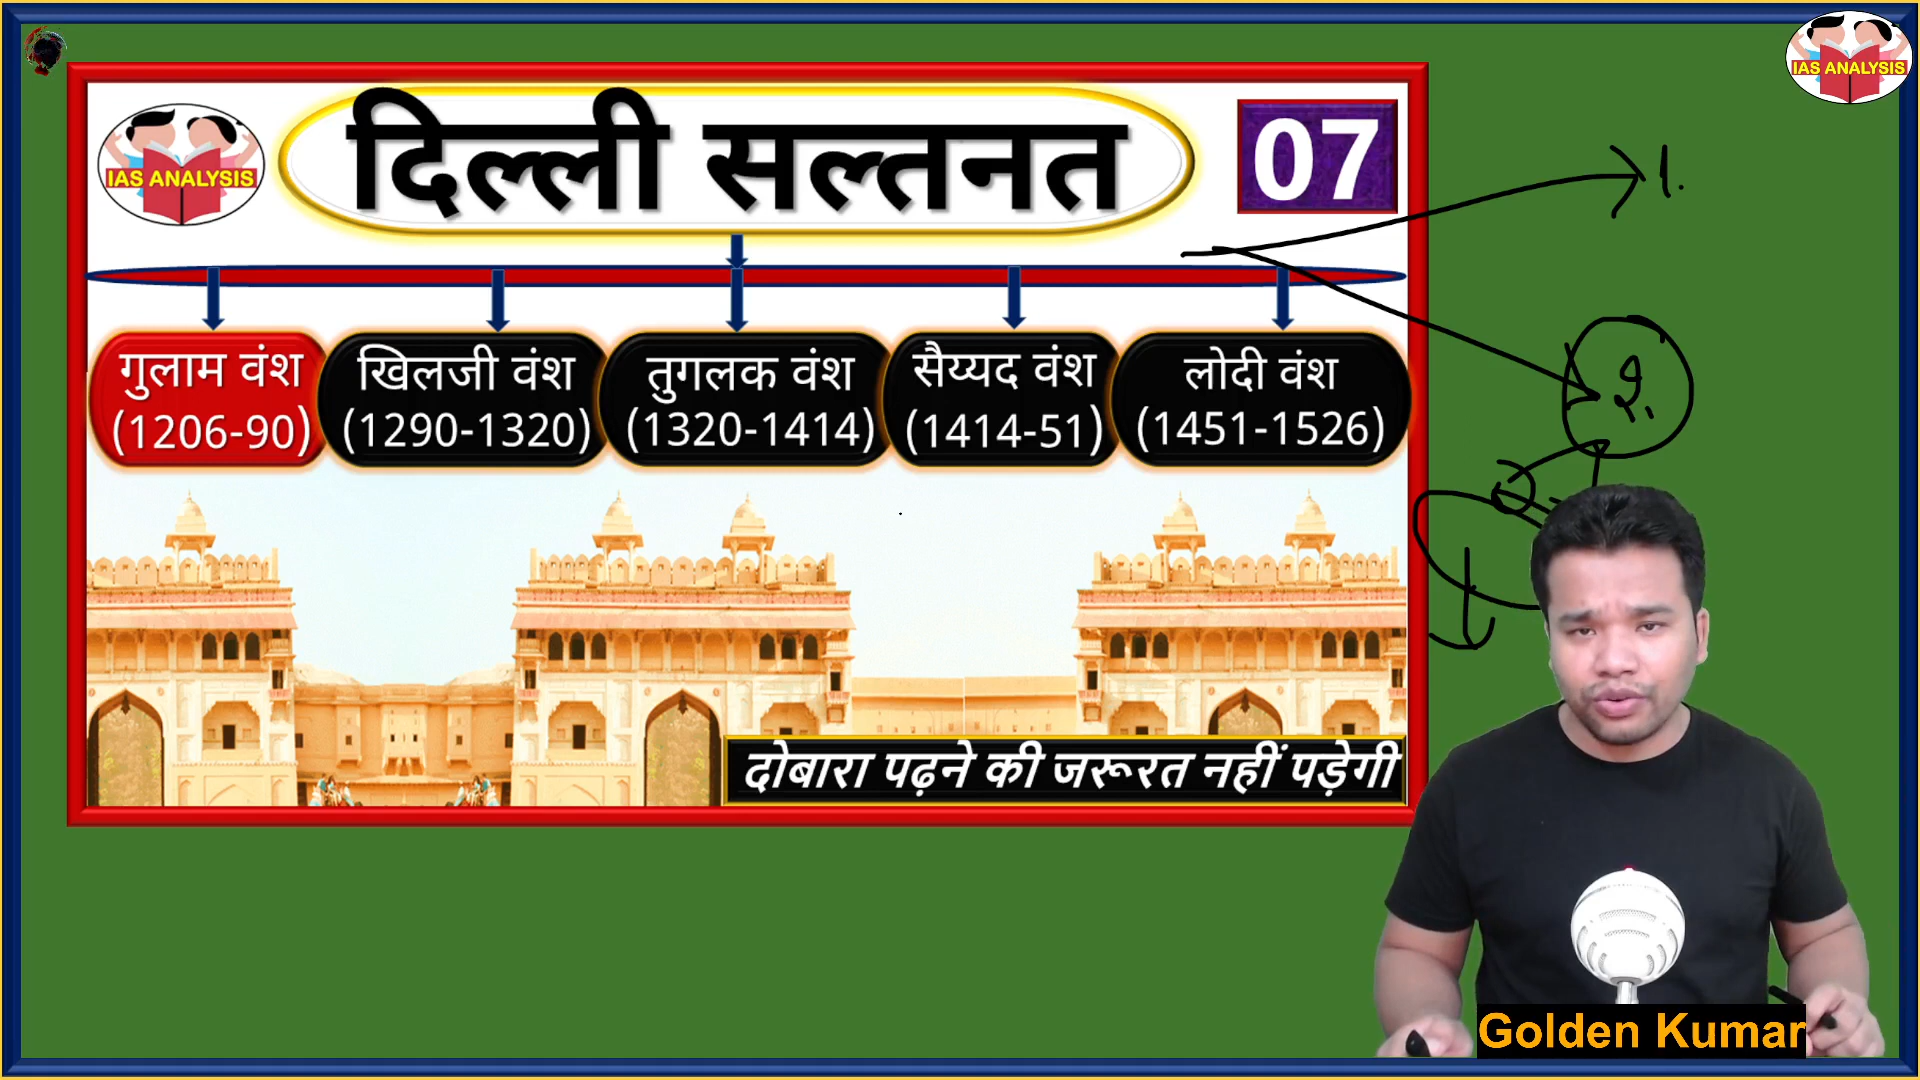 IAS ANALYSIS
IAS ANALYSIS
दिल्ली सल्तनत
07
1.
गुलाम वंश
(1206-90)
खिलजी वंश
(1290-1320)
तुगलक वंश
(1320-1414)
सैय्यद वंश
(1414-51)
लोदी वंश
(1451-1526)
दोबारा पढ़ने की जरूरत नहीं पड़ेगी
Golden Kumar